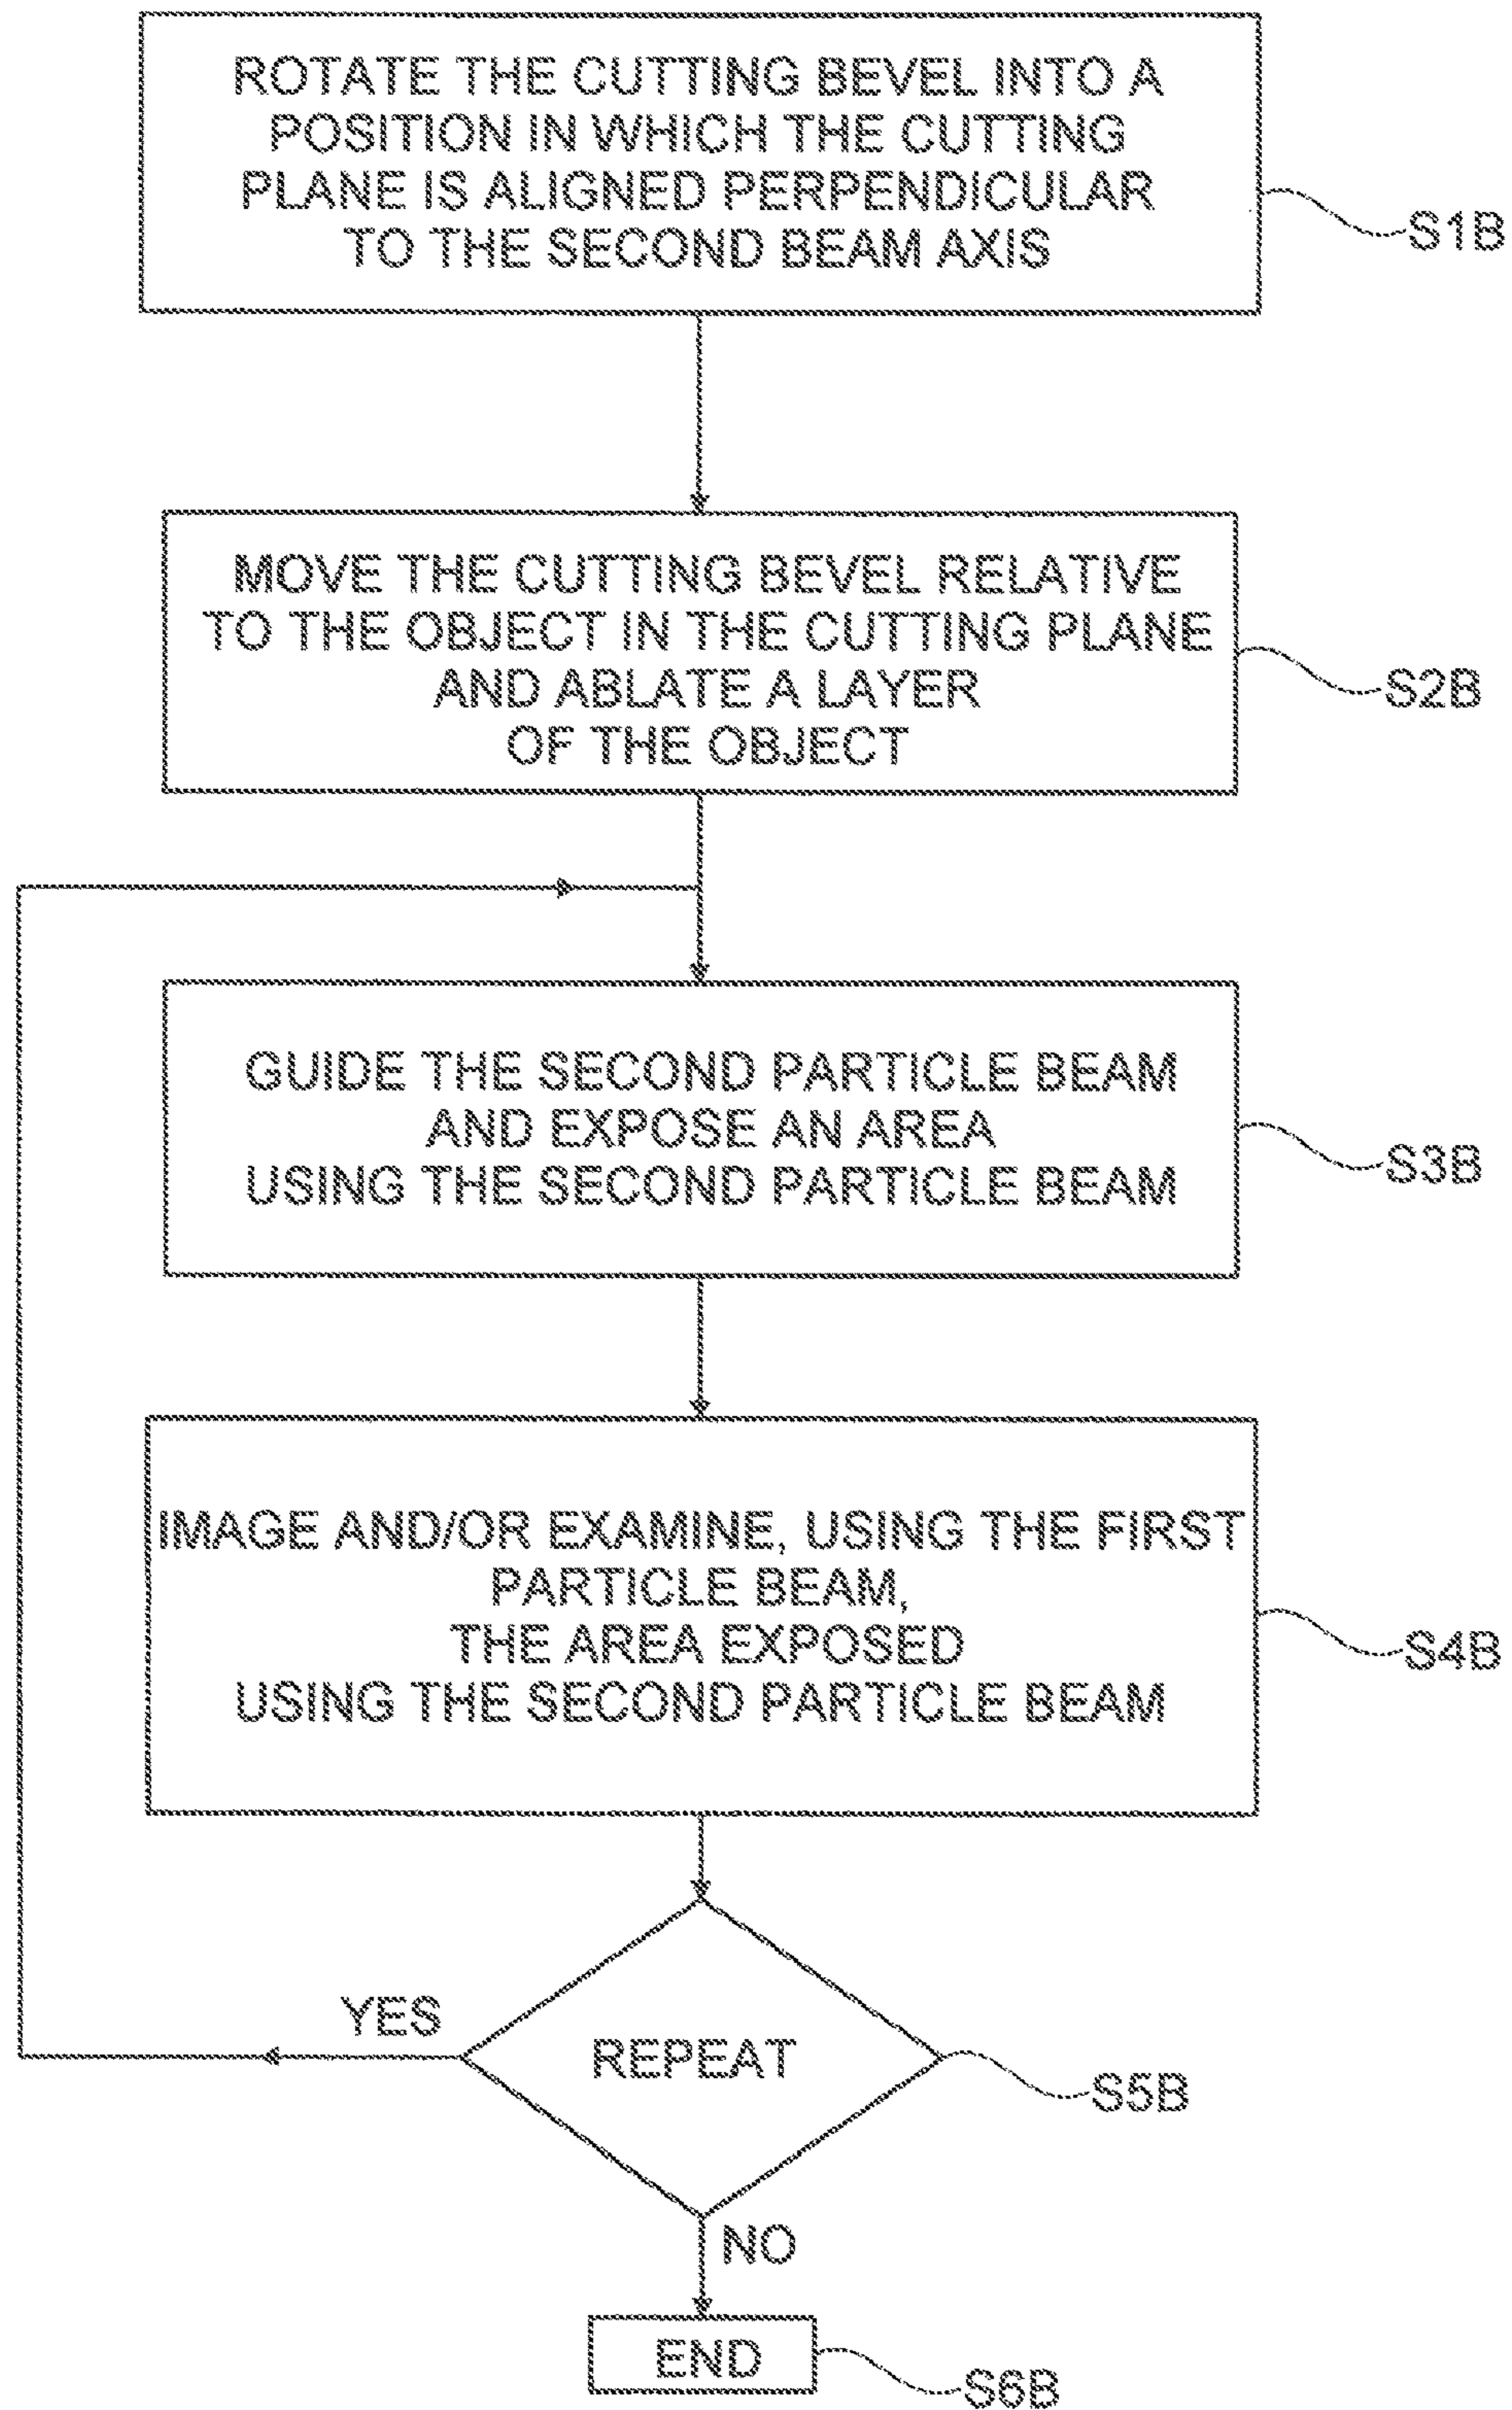 ROTATE THE CUTTING BEVEL INTO A
POSITION IN WHICH THE CUTTING
PLANE IS ALIGNED PERPENDICULAR
TO THE SECOND BEAM AXIS
S1B
MOVE THE CUTTING BEVEL RELATIVE
TO THE OBJECT IN THE CUTTING PLANE
AND ABLATE A LAYER
OF THE OBJECT
S2B
GUIDE THE SECOND PARTICLE BEAM
AND EXPOSE AN AREA
USING THE SECOND PARTICLE BEAM
S3B
IMAGE AND/OR EXAMINE, USING THE FIRST
PARTICLE BEAM,
THE AREA EXPOSED
USING THE SECOND PARTICLE BEAM
S4B
YES
REPEAT
S5B
NO
END
S6B